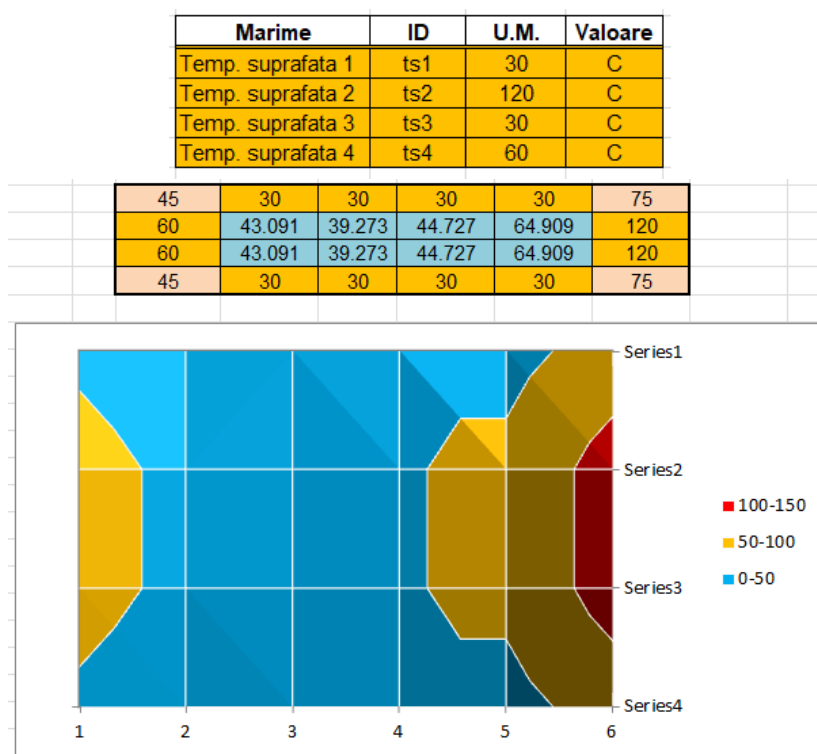 Marime ID U.M. Valoare
Temp. suprafata 1 ts1 30 C
Temp. suprafata 2 ts2 120 C
Temp. suprafata 3 ts3 30 C
Temp. suprafata 4 ts4 60 C
45 30 30 30 30 75
60 43.091 39.273 44.727 64.909 120
60 43.091 39.273 44.727 64.909 120
45 30 30 30 30 75
Series1
Series2
100-150
50-100
0-50
Series3
Series4
1 2 3 4 5 6